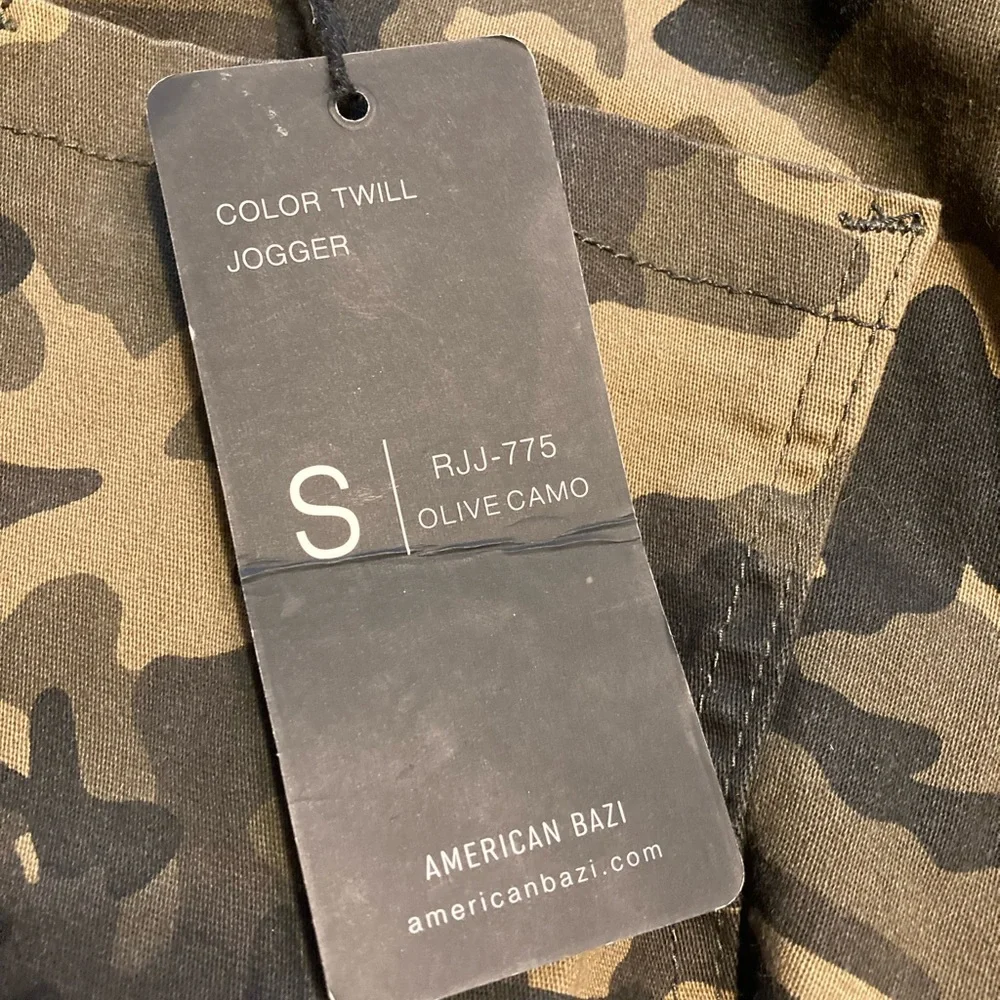 COLOR TWILL
JOGGER
S
RJJ-775
OLIVE CAMO
AMERICAN BAZI
americanbazi.com